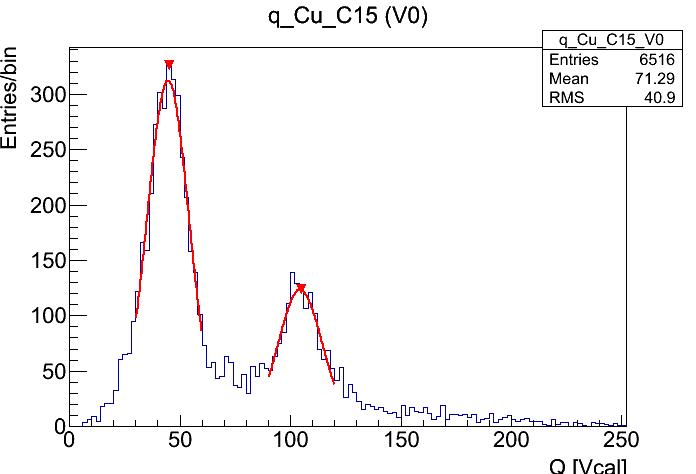 q_Cu_C15 (V0)
q_Cu_C15_V0
Entries 6516
Mean 71.29
RMS 40.9
Entries/bin
300
250
200
150
100
50
0
0 50 100 150 200 250
Q [Vcal]